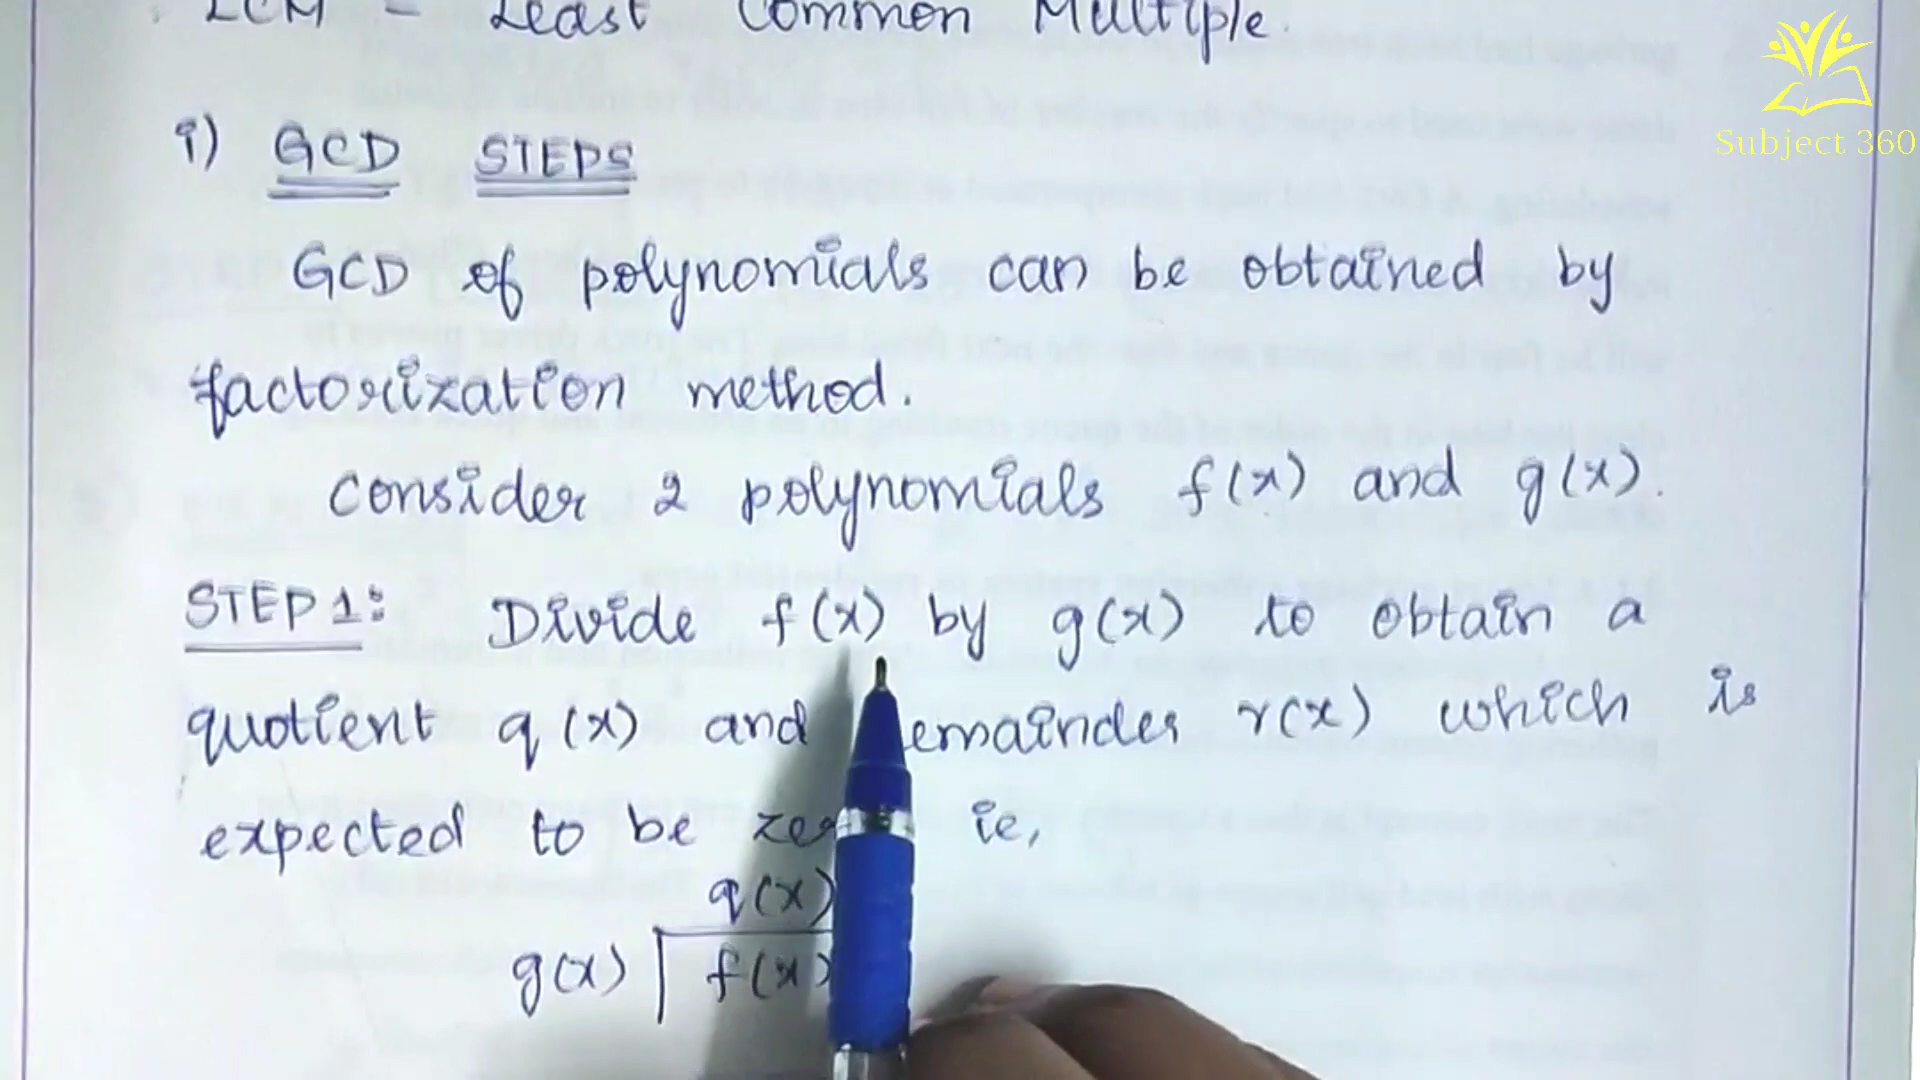 LCM - Least Common Multiple.
i) GCD STEPS
GCD of polynomials can be obtained by
factorization method.
consider 2 polynomials f(x) and g(x).
STEP 1: Divide f(x) by g(x) to obtain a
quotient q(x) and emainder r(x) which is
expected to be ie,
q(x)
g(x) f(x)
Subject 360